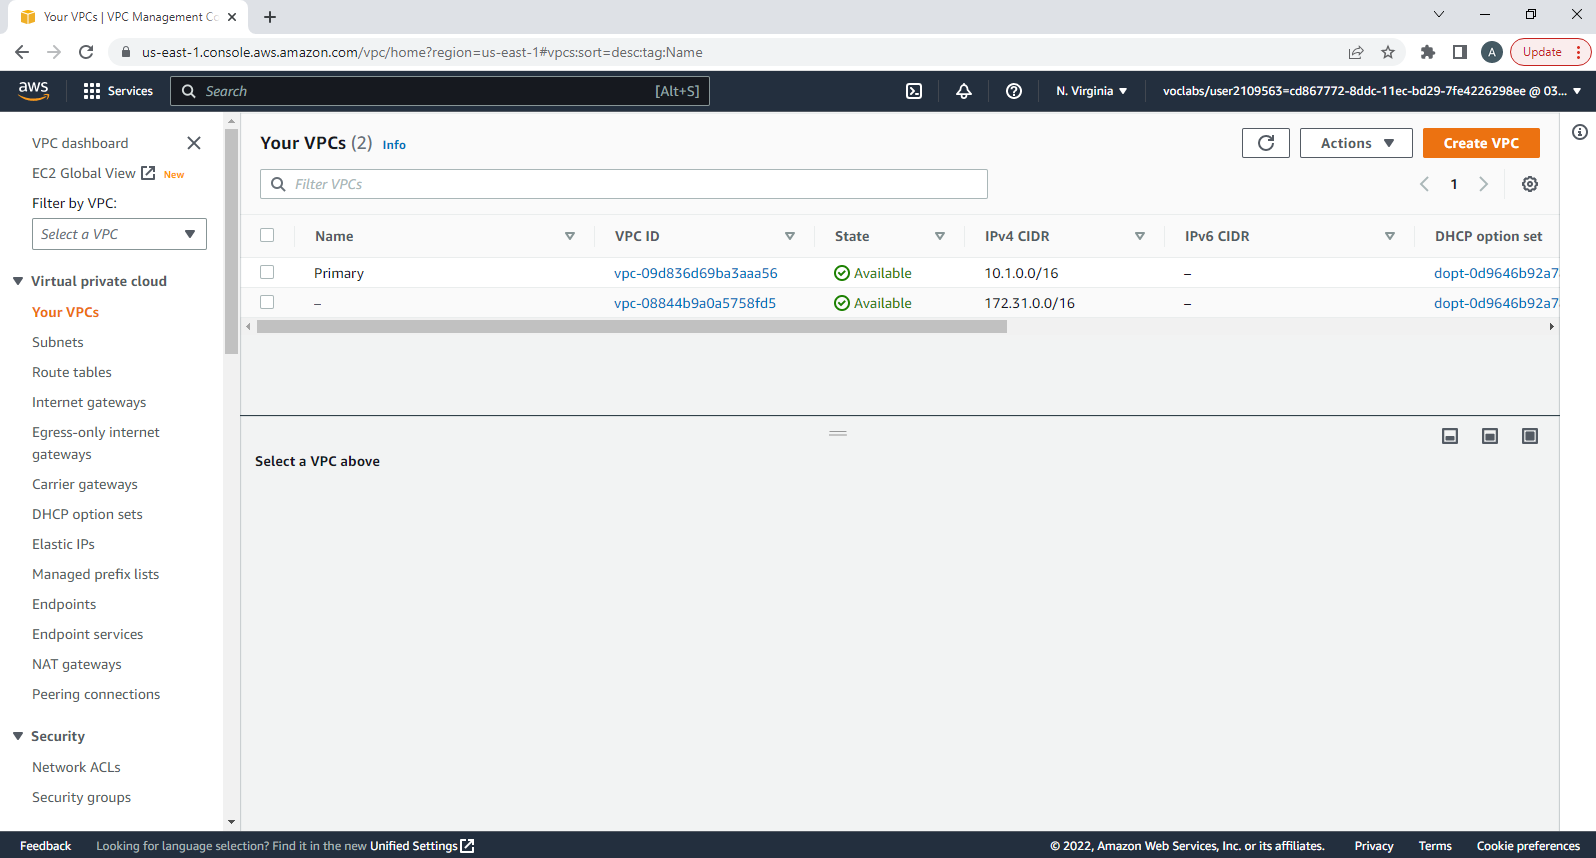 Your VPCs | VPC Management Co
us-east-1.console.aws.amazon.com/vpc/home?region=us-east-1#vpcs:sort=desc:tag:Name
A
Update
aws
Services
Search
[Alt+S]
N. Virginia
voclabs/user2109563=cd867772-8ddc-11ec-bd29-7fe4226298ee @ 03...
VPC dashboard
EC2 Global View New
Filter by VPC:
Select a VPC
Virtual private cloud
Your VPCs
Subnets
Route tables
Internet gateways
Egress-only internet
gateways
Carrier gateways
DHCP option sets
Elastic IPs
Managed prefix lists
Endpoints
Endpoint services
NAT gateways
Peering connections
Security
Network ACLs
Security groups
Your VPCs (2) Info
Actions
Create VPC
Filter VPCs
1
Name VPC ID State IPv4 CIDR IPv6 CIDR DHCP option set
Primary vpc-09d836d69ba3aaa56 Available 10.1.0.0/16 – dopt-0d9646b92a7
– vpc-08844b9a0a5758fd5 Available 172.31.0.0/16 – dopt-0d9646b92a7
Select a VPC above
Feedback Looking for language selection? Find it in the new Unified Settings © 2022, Amazon Web Services, Inc. or its affiliates. Privacy Terms Cookie preferences